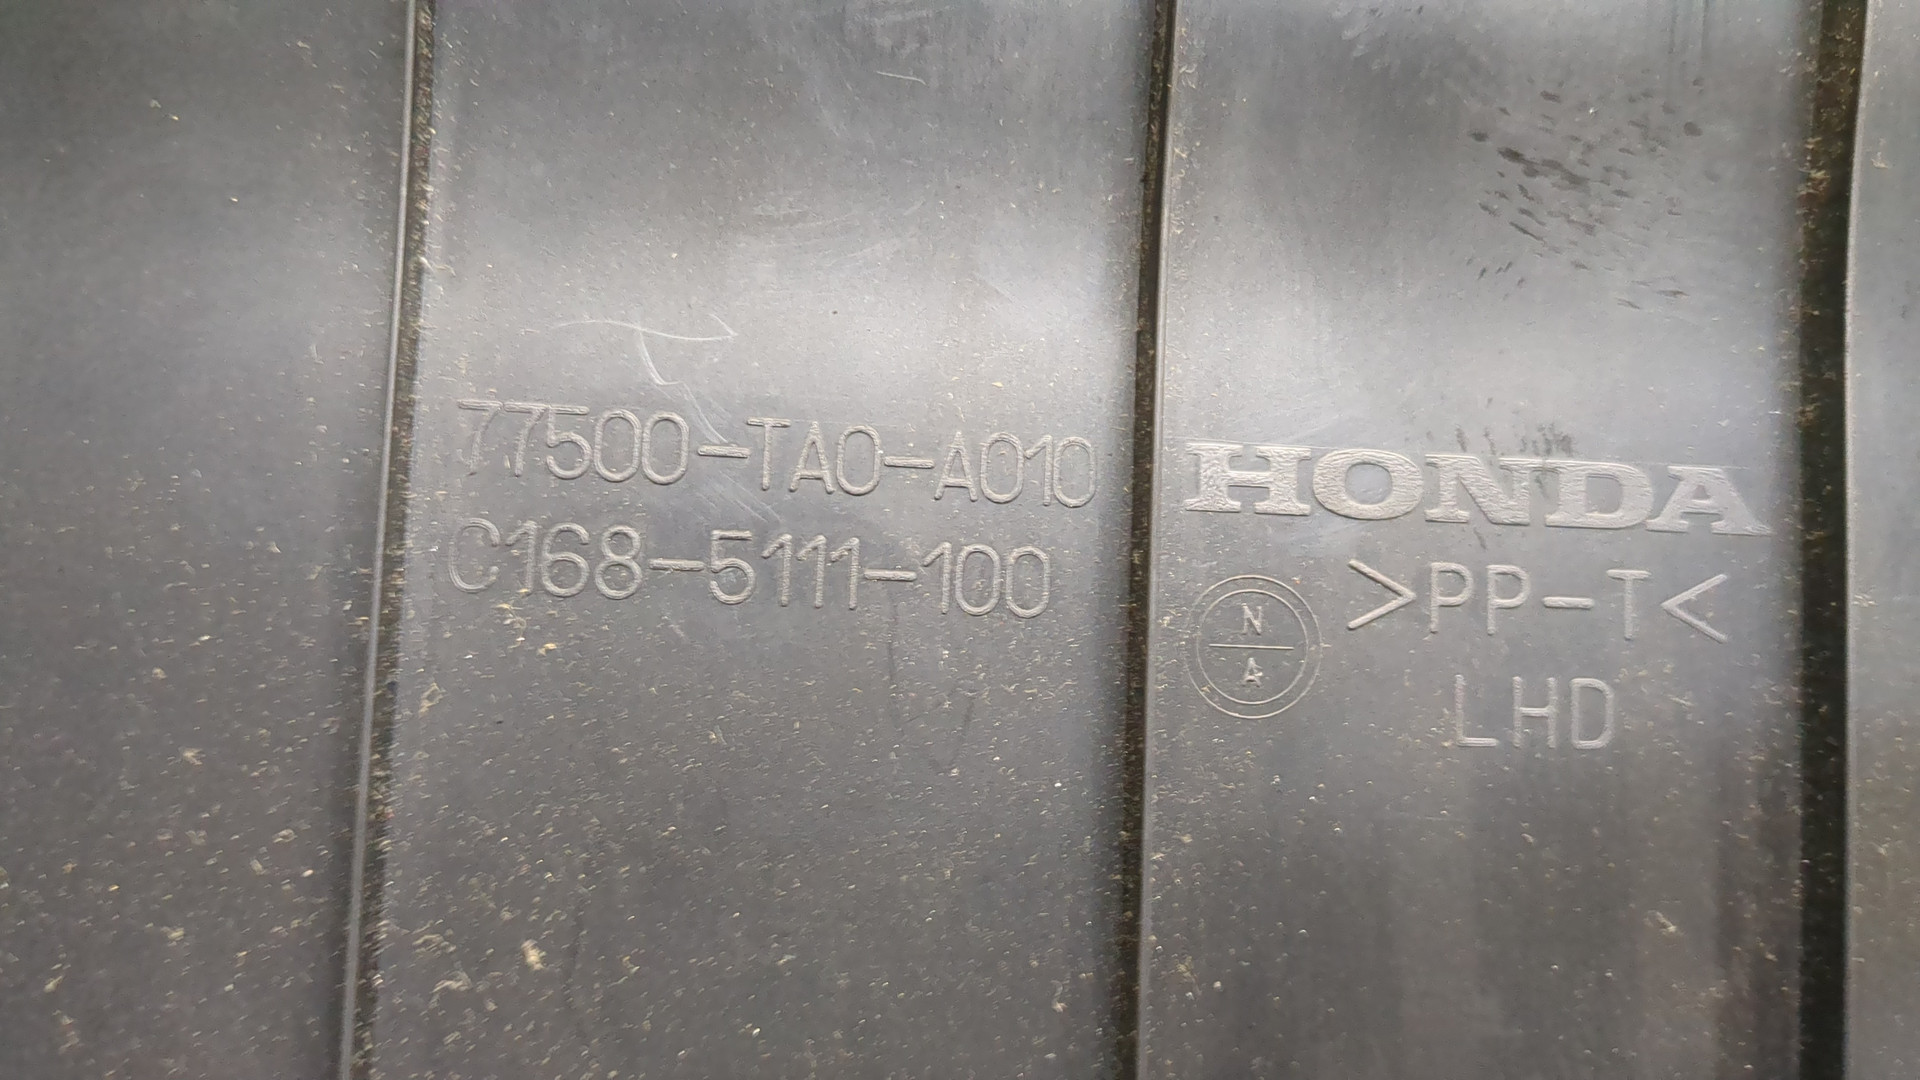 77500-TA0-A010
C168-5111-100
HONDA
>PP-T<
N
A
LHD